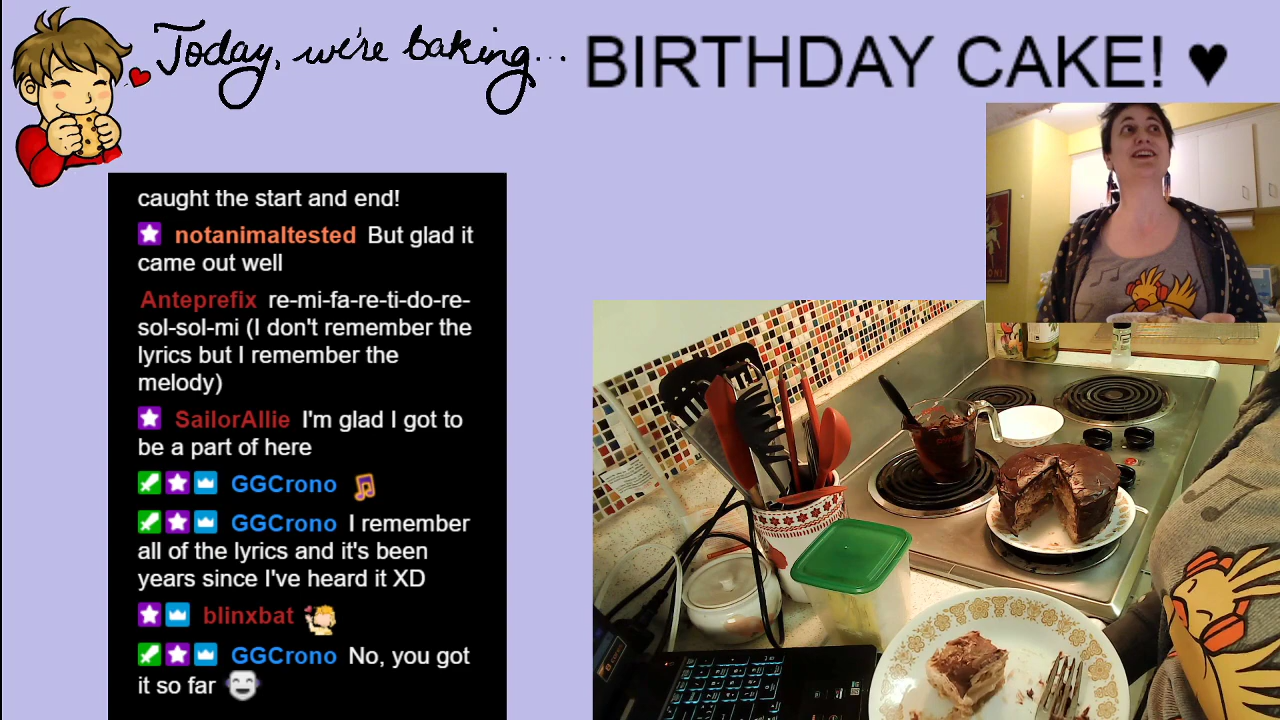 Today, we're baking... BIRTHDAY CAKE! ♥
caught the start and end!
notanimaltested But glad it
came out well
Anteprefix re-mi-fa-re-ti-do-re-
sol-sol-mi (I don't remember the
lyrics but I remember the
melody)
SailorAllie I'm glad I got to
be a part of here
GGCrono
GGCrono I remember
all of the lyrics and it's been
years since I've heard it XD
blinxbat
GGCrono No, you got
it so far